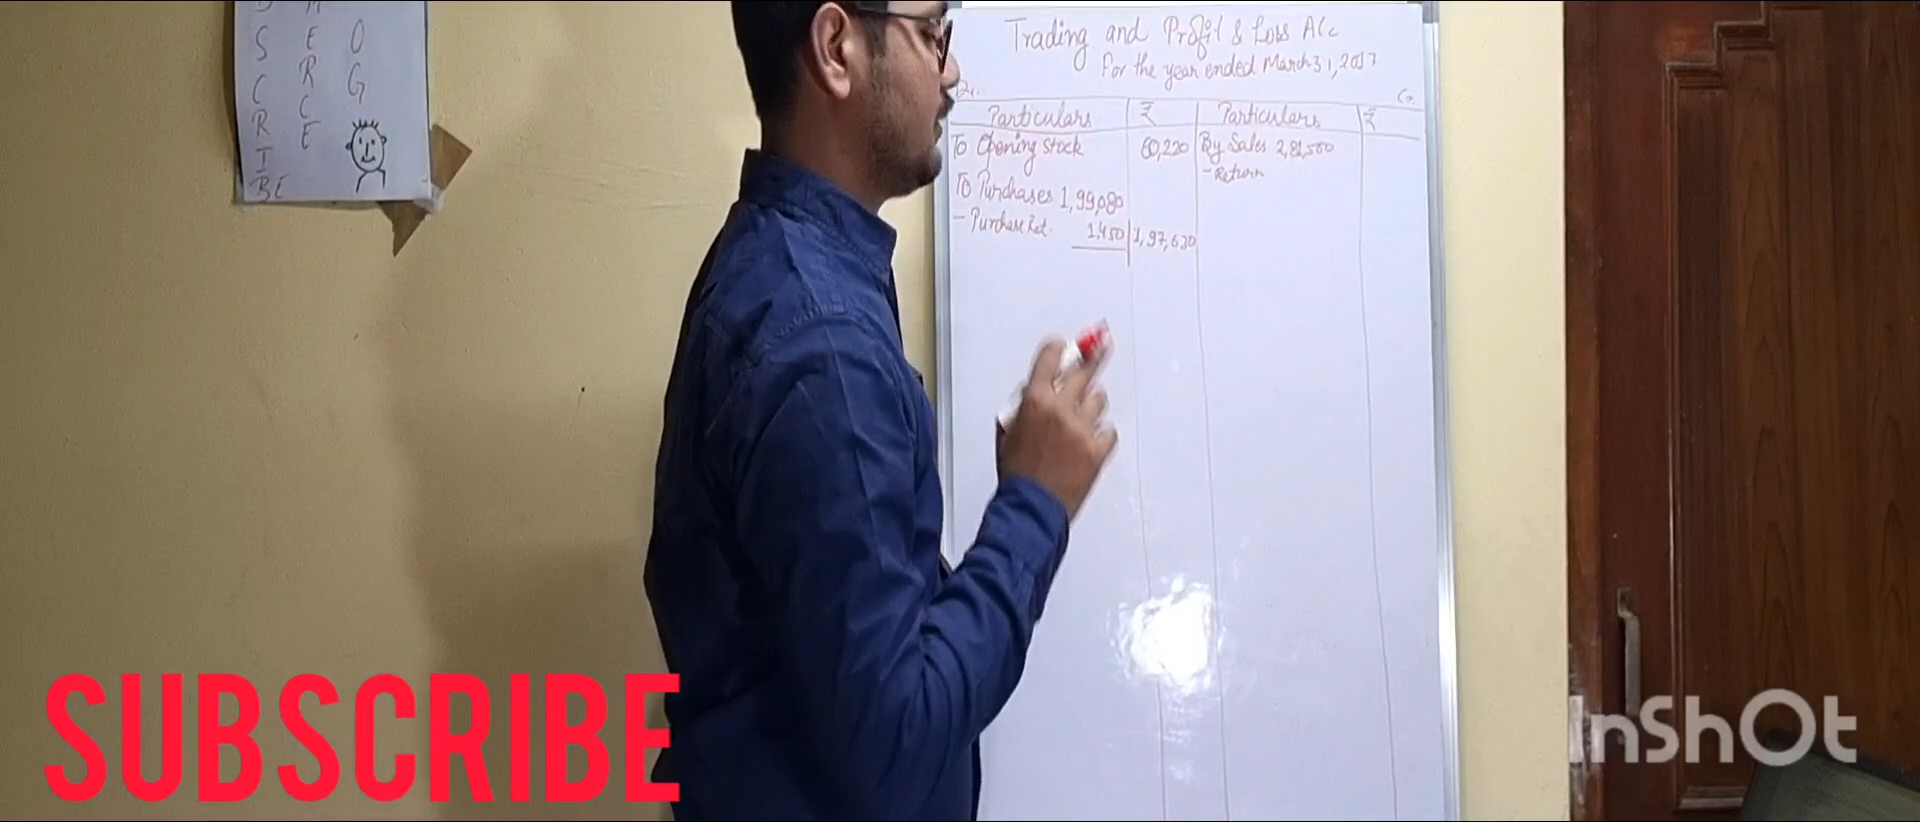 S
C
R
I
BE
M
E
R
C
E
O
G
Trading and Profit & Loss A/c
For the year ended March 31, 2017
Dr.
Cr.
Particulars ₹ Particulars ₹
To Opening stock 60,220 By Sales 2,81,500
- Return
To Purchases 1,99,080
- Purchase Ret. 1,450 1,97,630
SUBSCRIBE
InShOt